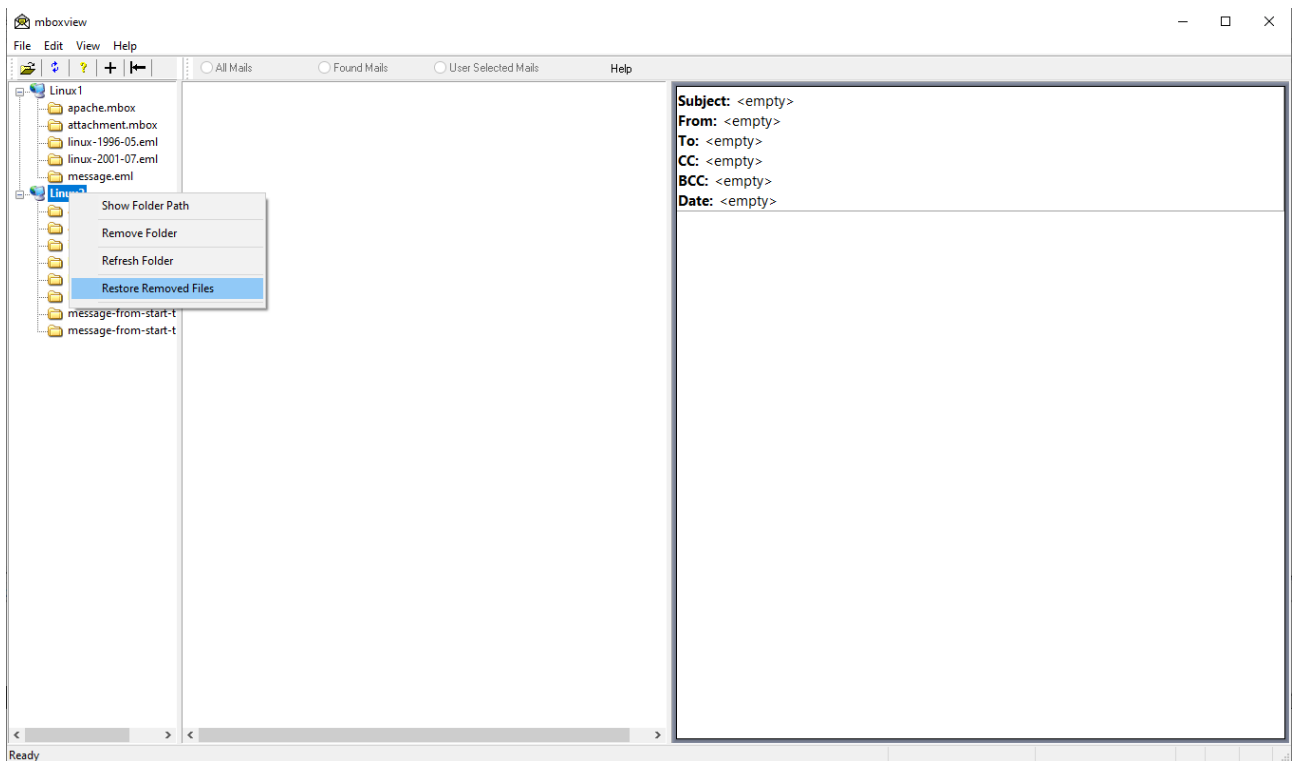 mboxview
File Edit View Help
? All Mails Found Mails User Selected Mails Help
Linux1
apache.mbox
attachment.mbox
linux-1996-05.eml
linux-2001-07.eml
message.eml
Show Folder Path
Remove Folder
Refresh Folder
Restore Removed Files
message-from-start-t
message-from-start-t
Subject: <empty>
From: <empty>
To: <empty>
CC: <empty>
BCC: <empty>
Date: <empty>
Ready